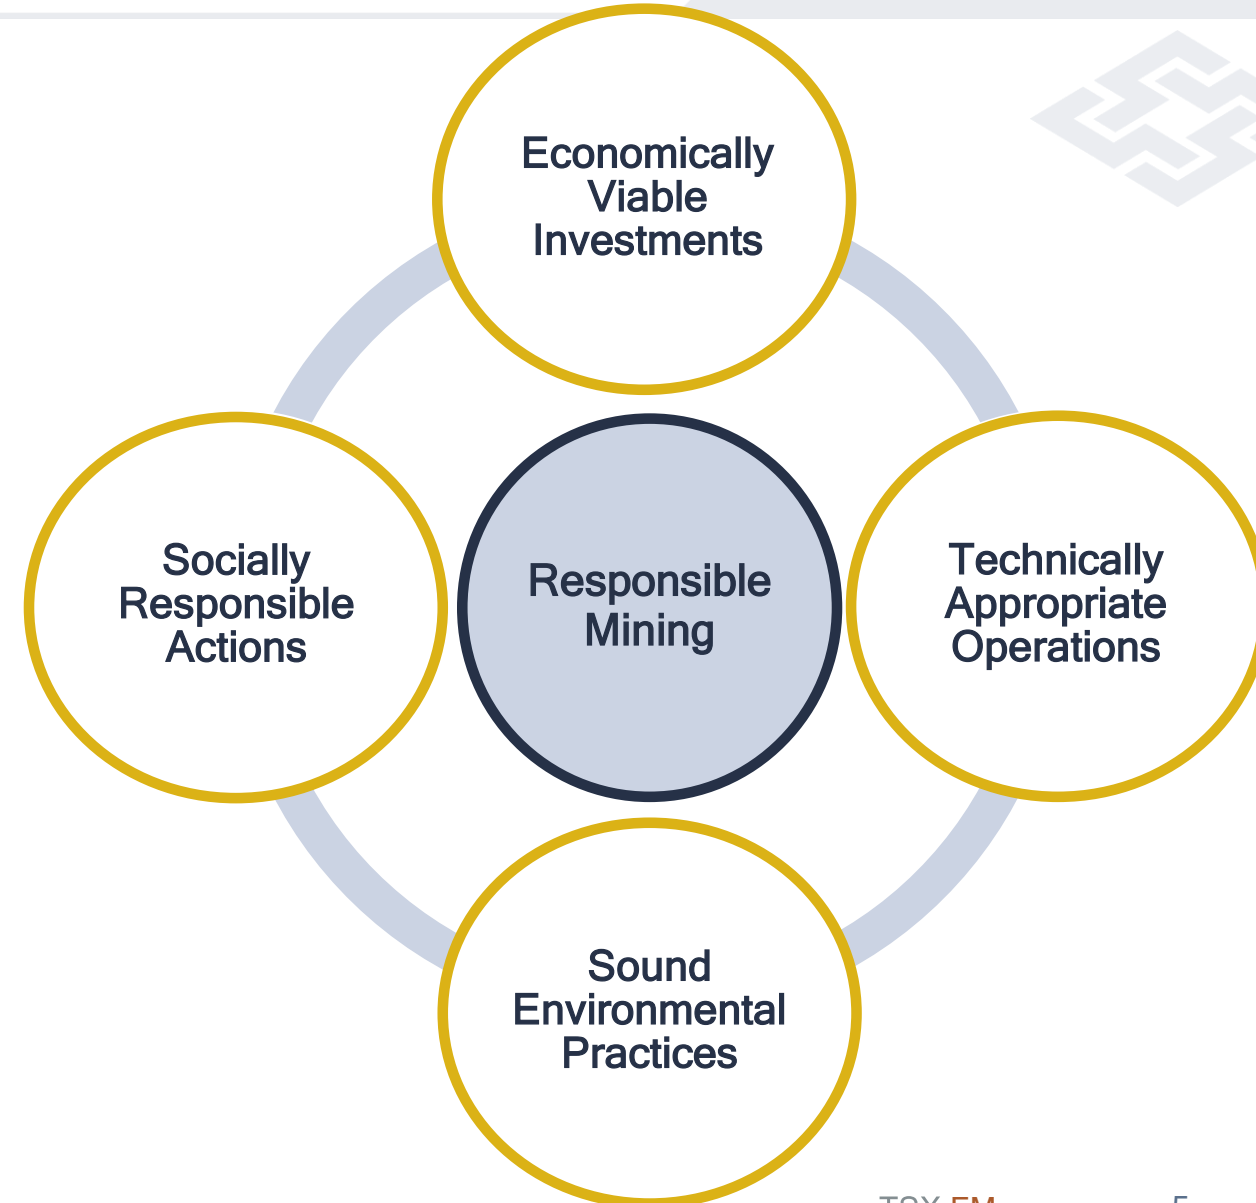 Economically
Viable
Investments
Socially
Responsible
Actions
Responsible
Mining
Technically
Appropriate
Operations
Sound
Environmental
Practices